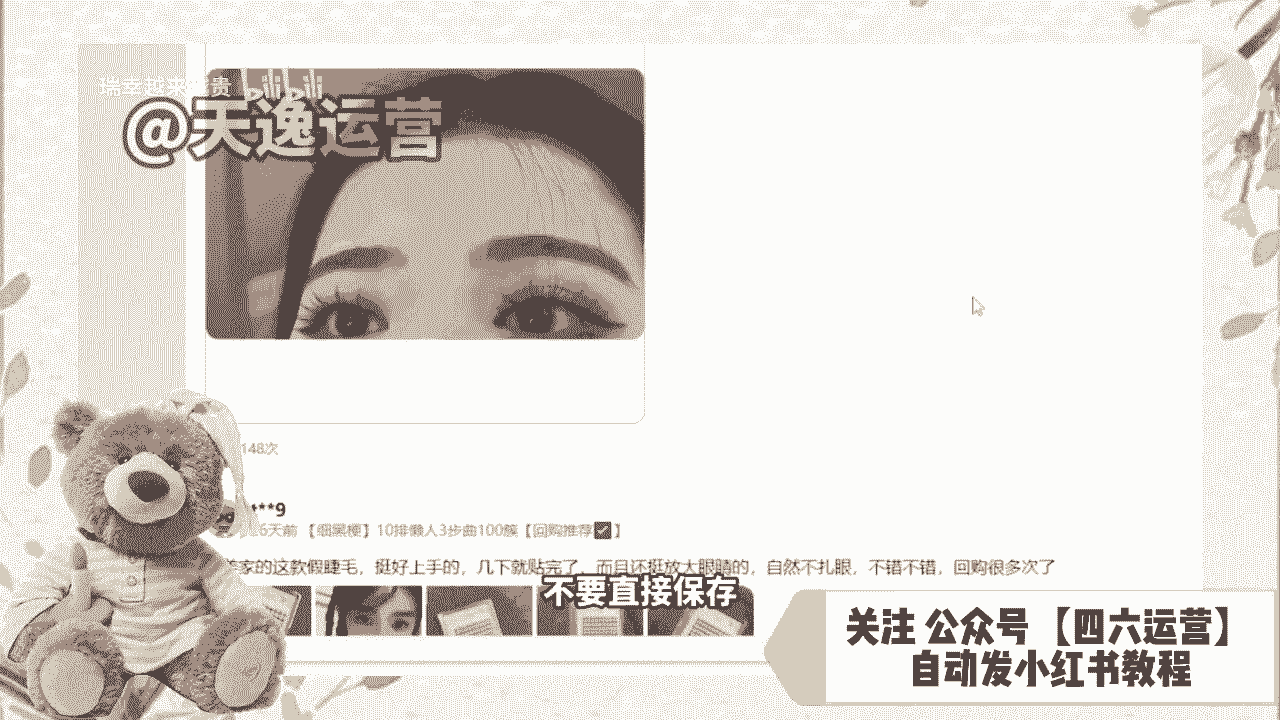 瑞幸越来越贵 bilibili
@天逸运营
148次
**9
6天前 【细黑梗】10排懒人3步曲100簇【回购推荐✅】
家的这款假睫毛，挺好上手的，几下就贴完了，而且还挺放大眼睛的，自然不扎眼，不错不错，回购很多次了
不要直接保存
关注 公众号 【四六运营】
自动发小红书教程